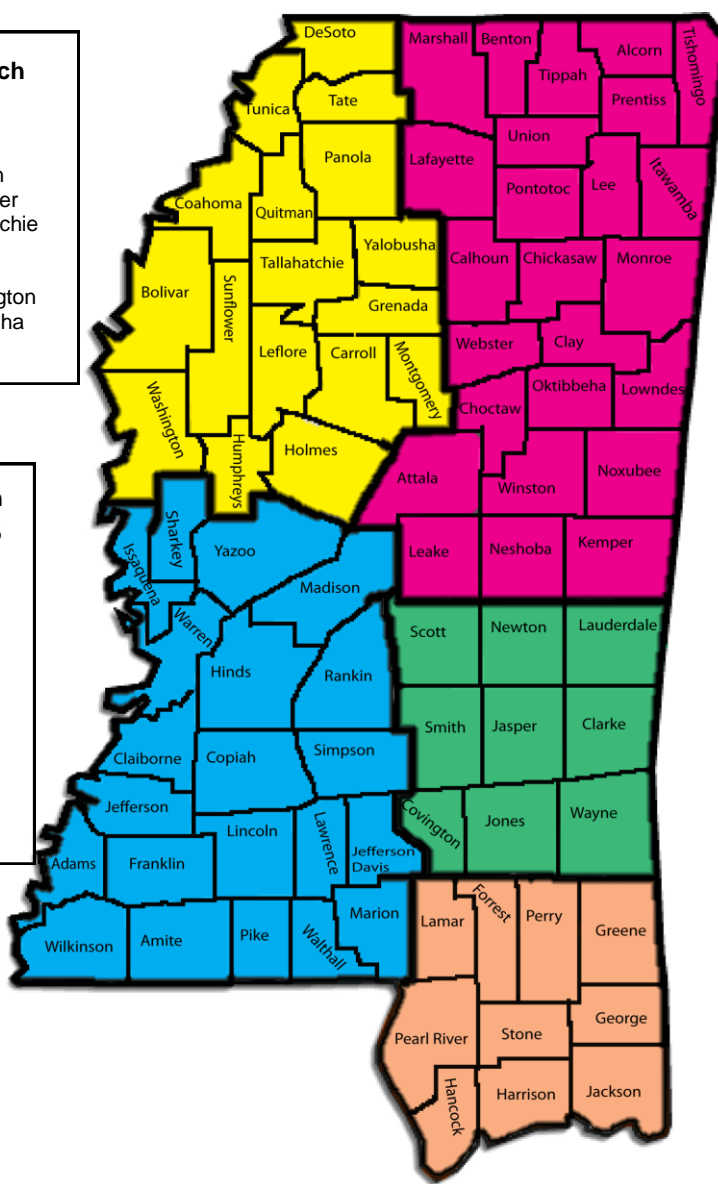 ch
n
er
chie
gton
ha
n
DeSoto
Marshall
Benton
Tippah
Alcorn
Tishomingo
Tunica
Tate
Prentiss
Panola
Lafayette
Union
Pontotoc
Lee
Itawamba
Coahoma
Quitman
Yalobusha
Tallahatchie
Calhoun
Chickasaw
Monroe
Bolivar
Sunflower
Grenada
Leflore
Carroll
Montgomery
Webster
Clay
Oktibbeha
Lowndes
Choctaw
Washington
Humphreys
Holmes
Attala
Winston
Noxubee
Sharkey
Issaquena
Yazoo
Leake
Neshoba
Kemper
Madison
Warren
Scott
Newton
Lauderdale
Hinds
Rankin
Smith
Jasper
Clarke
Claiborne
Copiah
Simpson
Jefferson
Lincoln
Lawrence
Jefferson
Davis
Covington
Jones
Wayne
Adams
Franklin
Wilkinson
Amite
Pike
Walthall
Marion
Lamar
Forrest
Perry
Greene
Pearl River
Stone
George
Hancock
Harrison
Jackson